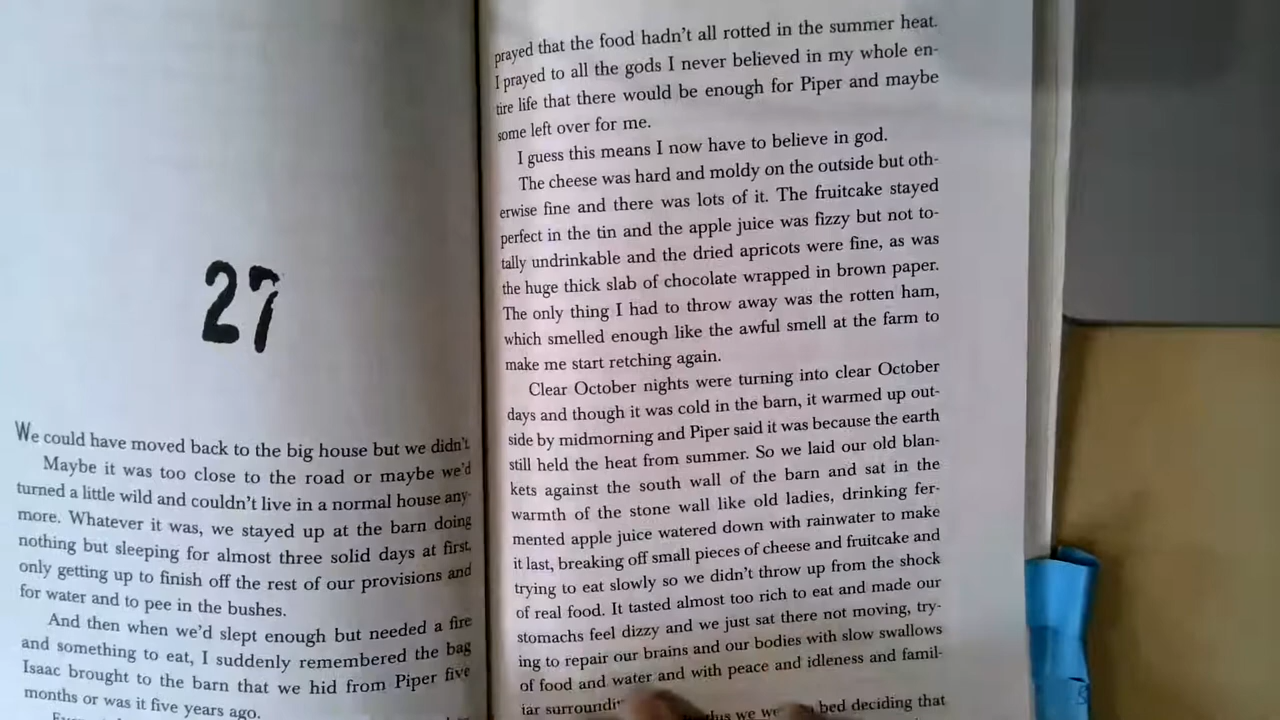 27
We could have moved back to the big house but we didn't.
Maybe it was too close to the road or maybe we'd
turned a little wild and couldn't live in a normal house any-
more. Whatever it was, we stayed up at the barn doing
nothing but sleeping for almost three solid days at first,
only getting up to finish off the rest of our provisions and
for water and to pee in the bushes.
And then when we'd slept enough but needed a fire
and something to eat, I suddenly remembered the bag
Isaac brought to the barn that we hid from Piper five
months or was it five years ago.
prayed that the food hadn't all rotted in the summer heat.
I prayed to all the gods I never believed in my whole en-
tire life that there would be enough for Piper and maybe
some left over for me.
I guess this means I now have to believe in god.
The cheese was hard and moldy on the outside but oth-
erwise fine and there was lots of it. The fruitcake stayed
perfect in the tin and the apple juice was fizzy but not to-
tally undrinkable and the dried apricots were fine, as was
the huge thick slab of chocolate wrapped in brown paper.
The only thing I had to throw away was the rotten ham,
which smelled enough like the awful smell at the farm to
make me start retching again.
Clear October nights were turning into clear October
days and though it was cold in the barn, it warmed up out-
side by midmorning and Piper said it was because the earth
still held the heat from summer. So we laid our old blan-
kets against the south wall of the barn and sat in the
warmth of the stone wall like old ladies, drinking fer-
mented apple juice watered down with rainwater to make
it last, breaking off small pieces of cheese and fruitcake and
trying to eat slowly so we didn't throw up from the shock
of real food. It tasted almost too rich to eat and made our
stomachs feel dizzy and we just sat there not moving, try-
ing to repair our brains and our bodies with slow swallows
of food and water and with peace and idleness and famil-
iar
we bed deciding that